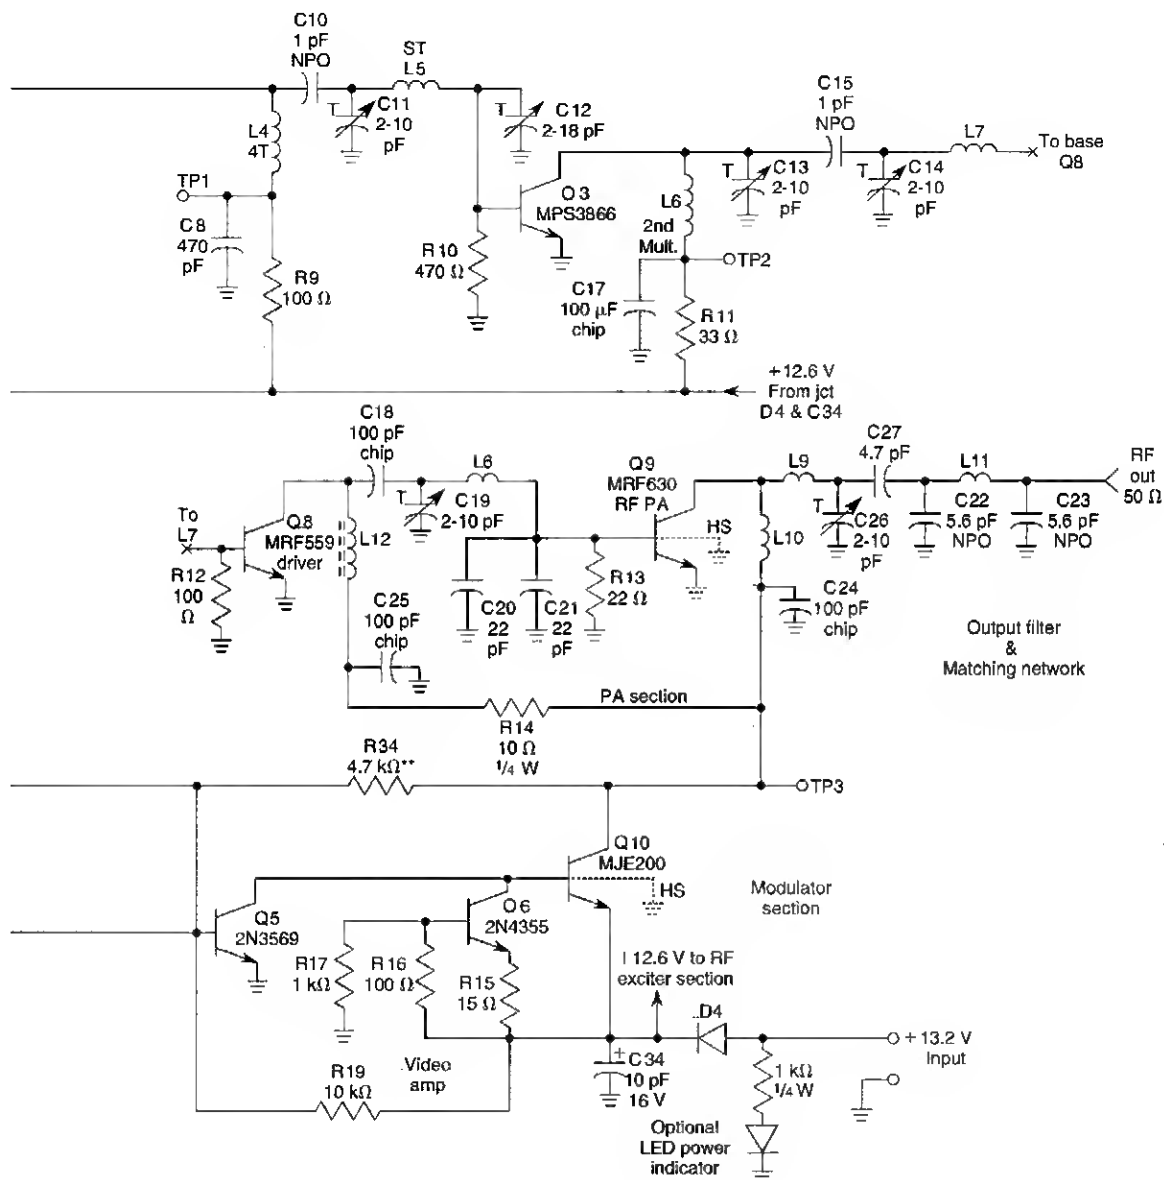 C10
1 pF
NPO
ST
L5
T
C11
2-10
pF
T
C12
2-18 pF
C15
1 pF
NPO
L7
To base
Q8
L4
4T
TP1
C8
470
pF
R9
100 Ω
R10
470 Ω
O3
MPS3866
L6
2nd
Mult.
T
C13
2-10
pF
T
C14
2-10
pF
TP2
C17
100 µF
chip
R11
33 Ω
+12.6 V
From jct
D4 & C34
C18
100 pF
chip
L6
T
C19
2-10 pF
To
L7
Q8
MRF559
driver
L12
R12
100
Ω
C25
100 pF
chip
C20
22
pF
C21
22
pF
R13
22 Ω
Q9
MRF630
RF PA
HS
L9
C27
4.7 pF
L11
RF
out
50 Ω
L10
T
C26
2-10
pF
C22
5.6 pF
NPO
C23
5.6 pF
NPO
C24
100 pF
chip
Output filter
&
Matching network
PA section
R14
10 Ω
1/4 W
R34
4.7 kΩ**
TP3
Q10
MJE200
HS
Modulator
section
Q5
2N3569
O6
2N4355
R17
1 kΩ
R16
100 Ω
R15
15 Ω
I 12.6 V to RF
exciter section
D4
+ 13.2 V
Input
Video
amp
R19
10 kΩ
+
C34
10 pF
16 V
1 kΩ
1/4 W
Optional
LED power
indicator